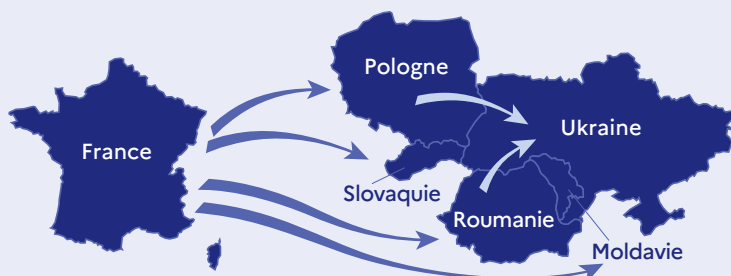 Pologne
Ukraine
France
Slovaquie
Roumanie
Moldavie